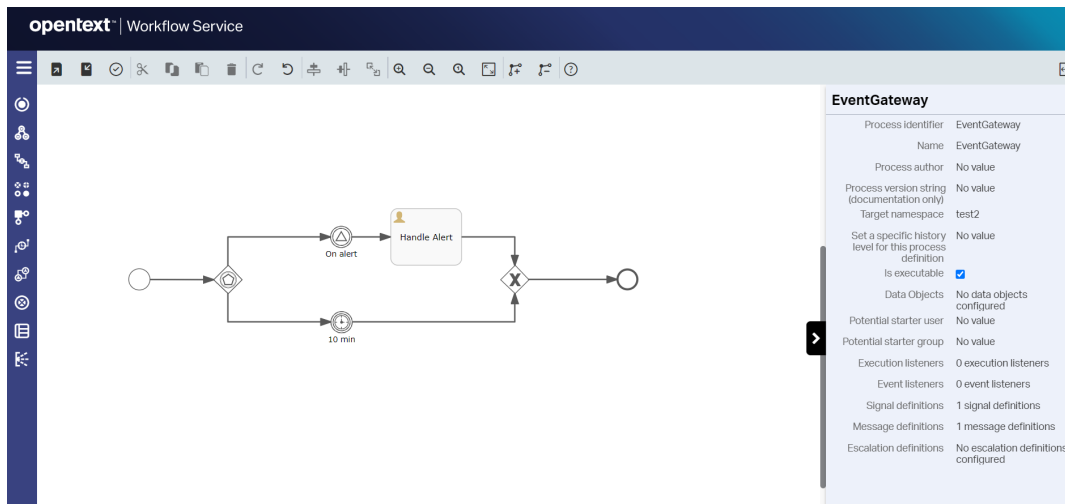 opentext™ | Workflow Service
EventGateway
Process identifier EventGateway
Name EventGateway
Process author No value
Process version string No value
(documentation only)
Target namespace test2
Set a specific history No value
level for this process
definition
Is executable
Data Objects No data objects
configured
Potential starter user No value
Potential starter group No value
Execution listeners 0 execution listeners
Event listeners 0 event listeners
Signal definitions 1 signal definitions
Message definitions 1 message definitions
Escalation definitions No escalation definitions
configured
On alert
Handle Alert
10 min